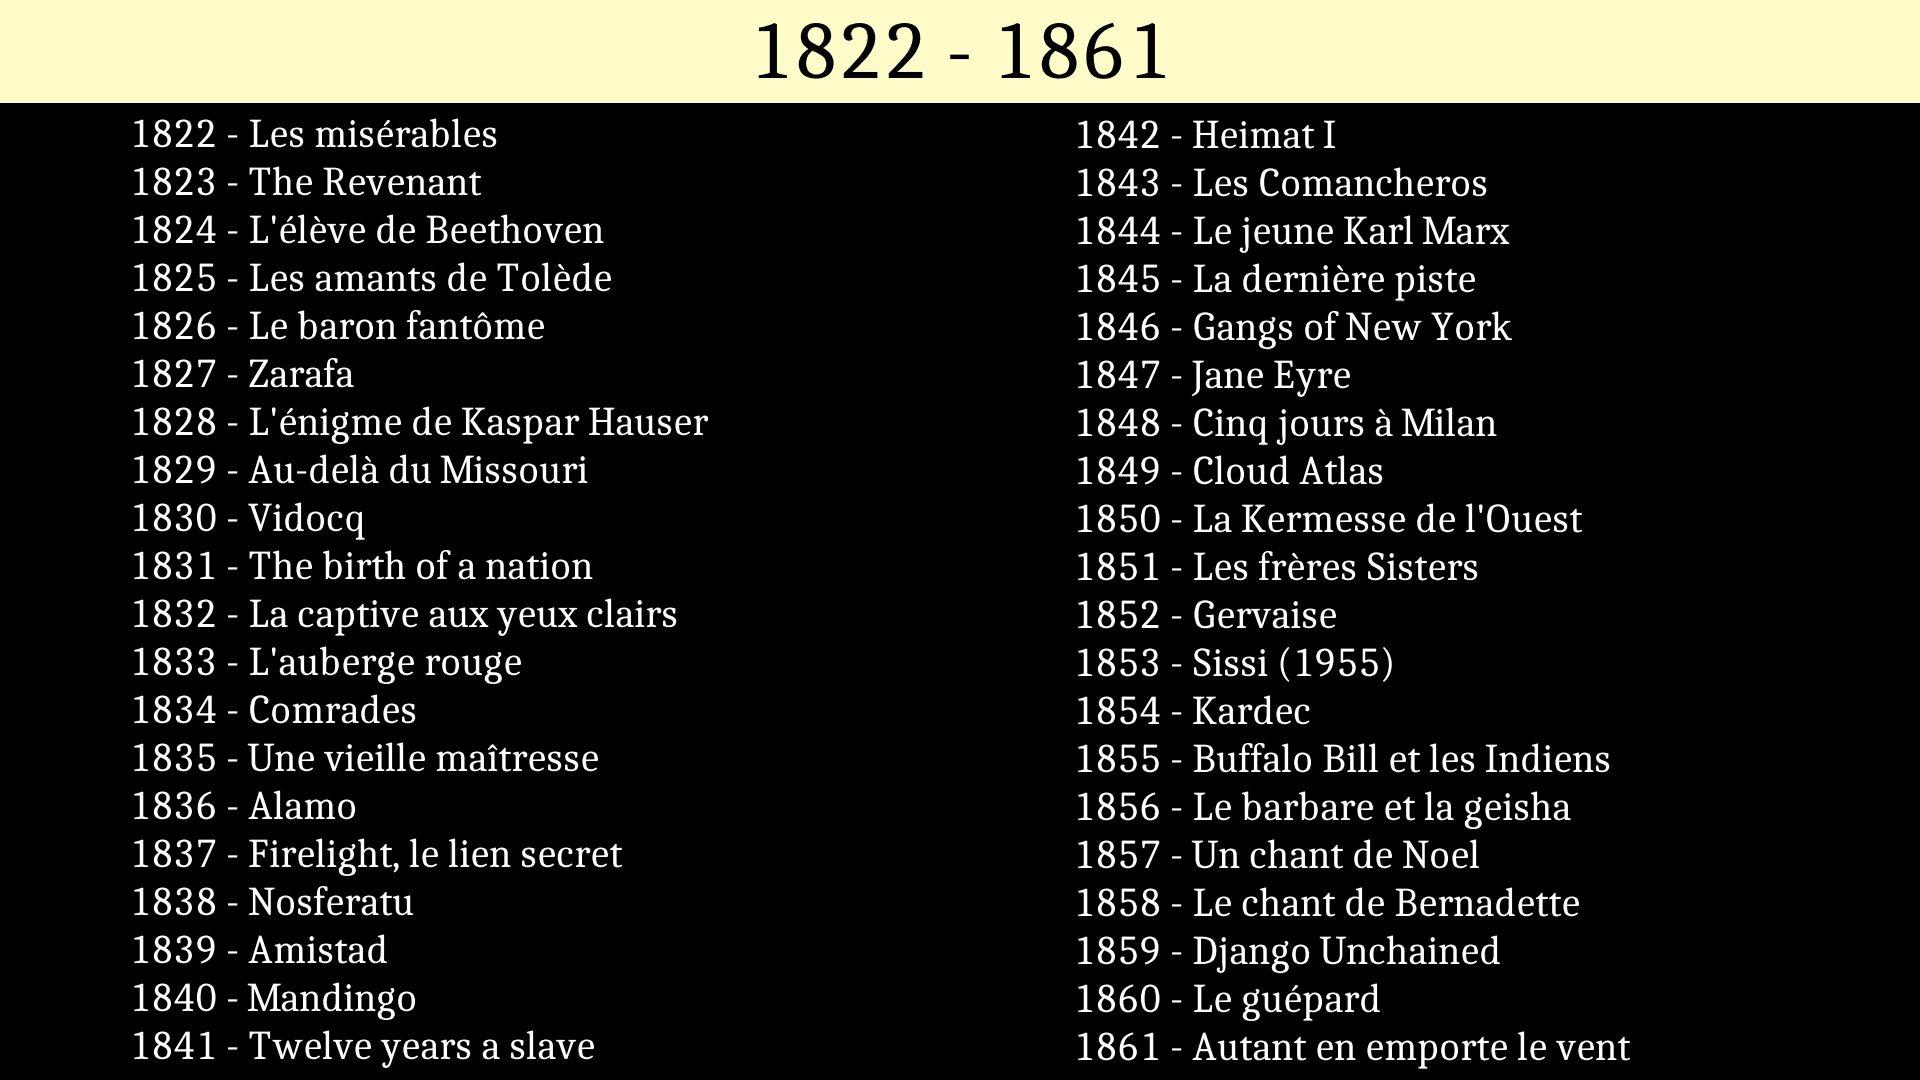 1822 - 1861
1822 - Les misérables
1823 - The Revenant
1824 - L'élève de Beethoven
1825 - Les amants de Tolède
1826 - Le baron fantôme
1827 - Zarafa
1828 - L'énigme de Kaspar Hauser
1829 - Au-delà du Missouri
1830 - Vidocq
1831 - The birth of a nation
1832 - La captive aux yeux clairs
1833 - L'auberge rouge
1834 - Comrades
1835 - Une vieille maîtresse
1836 - Alamo
1837 - Firelight, le lien secret
1838 - Nosferatu
1839 - Amistad
1840 - Mandingo
1841 - Twelve years a slave
1842 - Heimat I
1843 - Les Comancheros
1844 - Le jeune Karl Marx
1845 - La dernière piste
1846 - Gangs of New York
1847 - Jane Eyre
1848 - Cinq jours à Milan
1849 - Cloud Atlas
1850 - La Kermesse de l'Ouest
1851 - Les frères Sisters
1852 - Gervaise
1853 - Sissi (1955)
1854 - Kardec
1855 - Buffalo Bill et les Indiens
1856 - Le barbare et la geisha
1857 - Un chant de Noel
1858 - Le chant de Bernadette
1859 - Django Unchained
1860 - Le guépard
1861 - Autant en emporte le vent